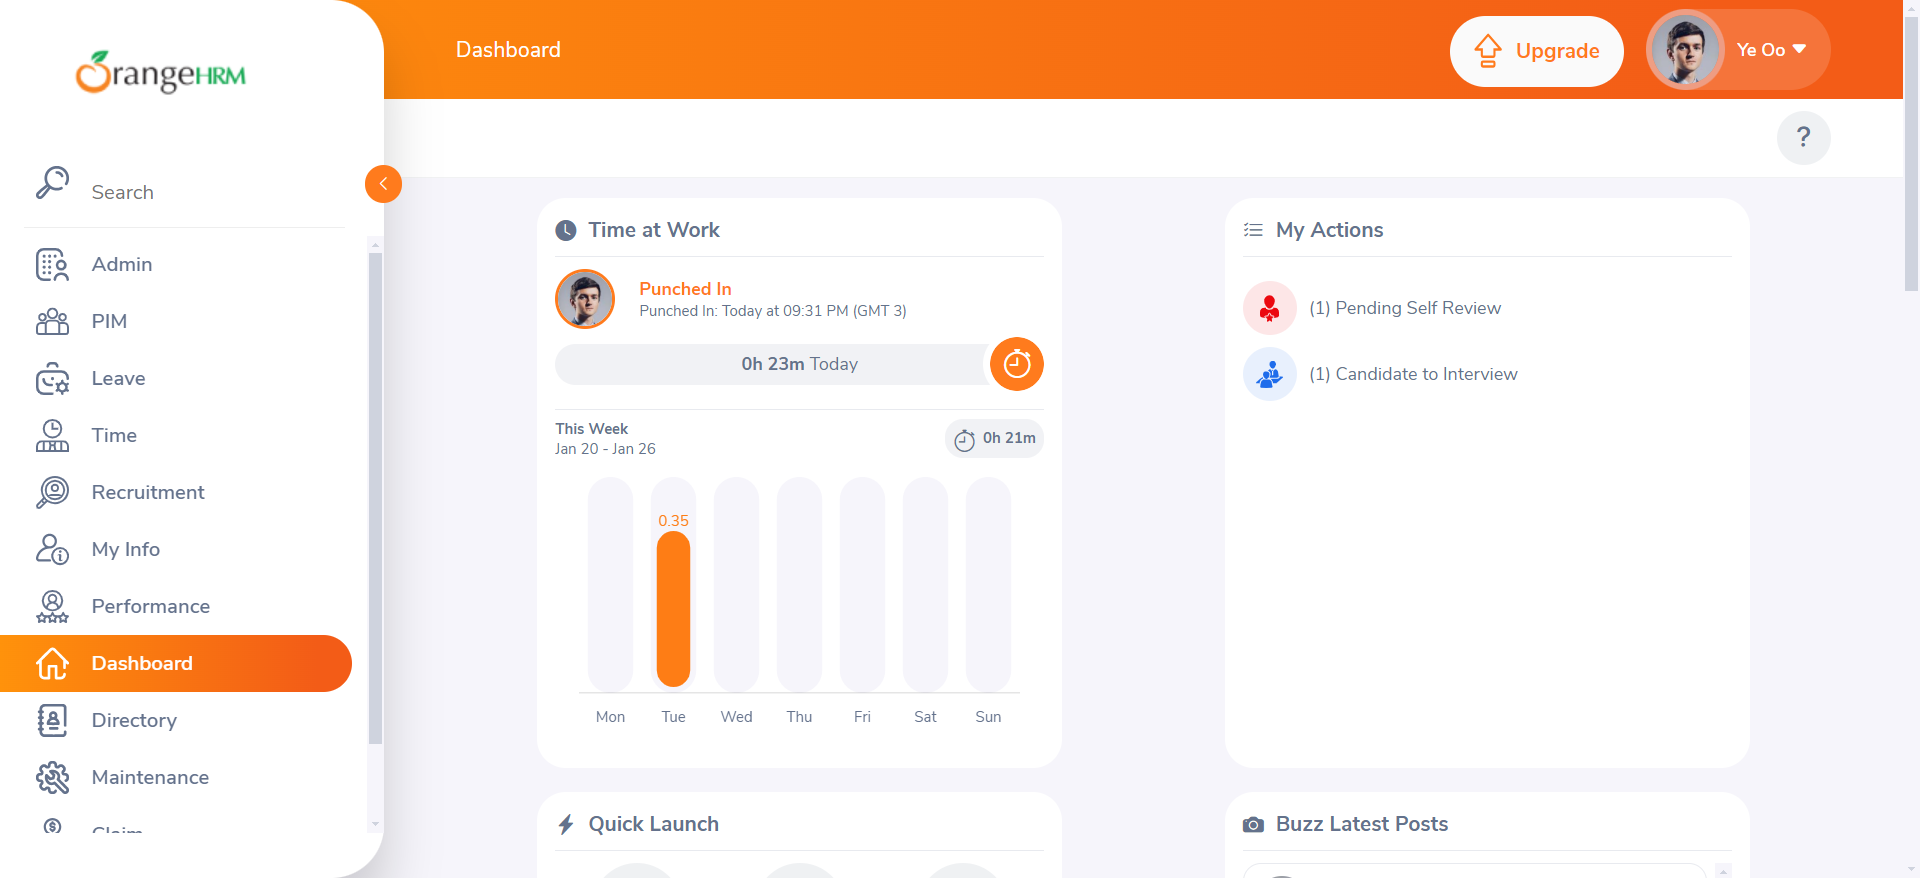 OrangeHRM
Dashboard
Upgrade
Ye Oo
?
Search
Admin
PIM
Leave
Time
Recruitment
My Info
Performance
Dashboard
Directory
Maintenance
Claim
Time at Work
Punched In
Punched In: Today at 09:31 PM (GMT 3)
0h 23m Today
This Week
Jan 20 - Jan 26
0h 21m
0.35
Mon Tue Wed Thu Fri Sat Sun
My Actions
(1) Pending Self Review
(1) Candidate to Interview
Quick Launch
Buzz Latest Posts